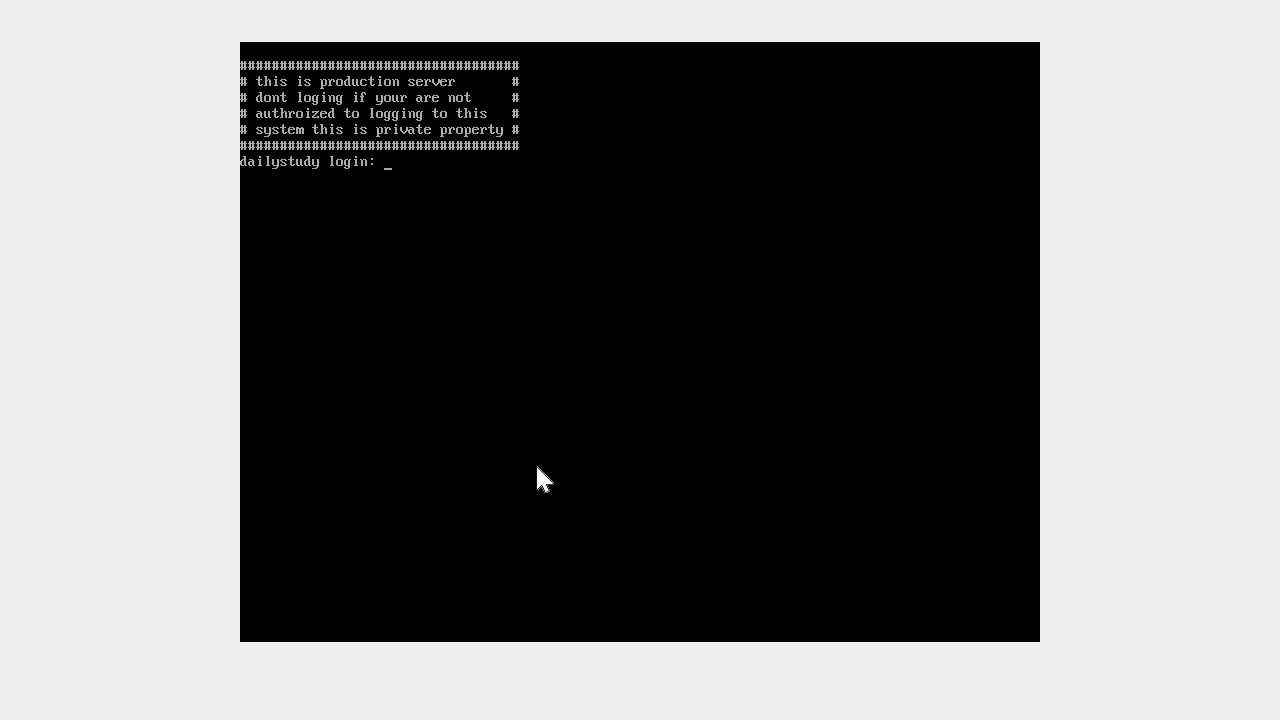 ###################################
# this is production server       #
# dont loging if your are not     #
# authroized to logging to this   #
# system this is private property #
###################################
dailystudy login: _